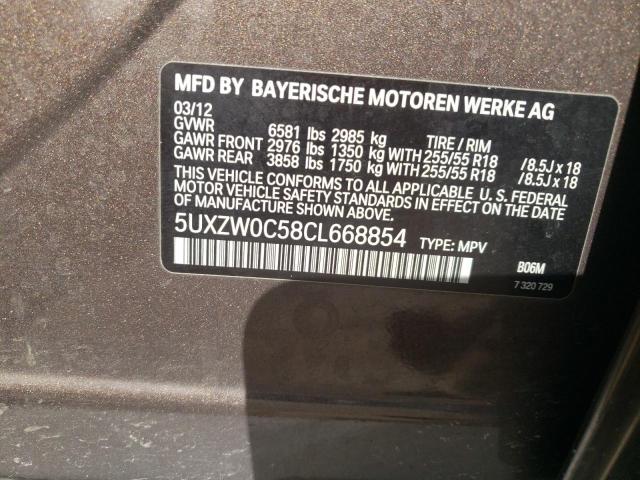 MFD BY BAYERISCHE MOTOREN WERKE AG
03/12
GVWR 6581 lbs 2985 kg TIRE / RIM
GAWR FRONT 2976 lbs 1350 kg WITH 255/55 R18 /8.5J x 18
GAWR REAR 3858 lbs 1750 kg WITH 255/55 R18 /8.5J x 18
THIS VEHICLE CONFORMS TO ALL APPLICABLE U.S. FEDERAL
MOTOR VEHICLE SAFETY STANDARDS IN EFFECT ON THE DATE
OF MANUFACTURE SHOWN ABOVE.
5UXZW0C58CL668854 TYPE: MPV
B06M
7 320 729